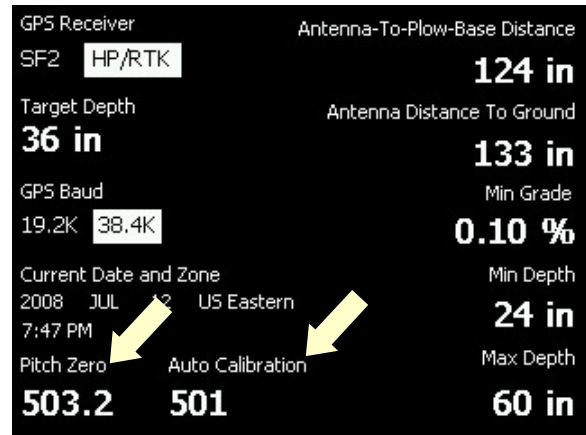 GPS Receiver
SF2 HP/RTK
Target Depth
36 in
GPS Baud
19.2K 38.4K
Current Date and Zone
2008 JUL 12 US Eastern
7:47 PM
Pitch Zero Auto Calibration
503.2 501
Antenna-To-Plow-Base Distance
124 in
Antenna Distance To Ground
133 in
Min Grade
0.10 %
Min Depth
24 in
Max Depth
60 in